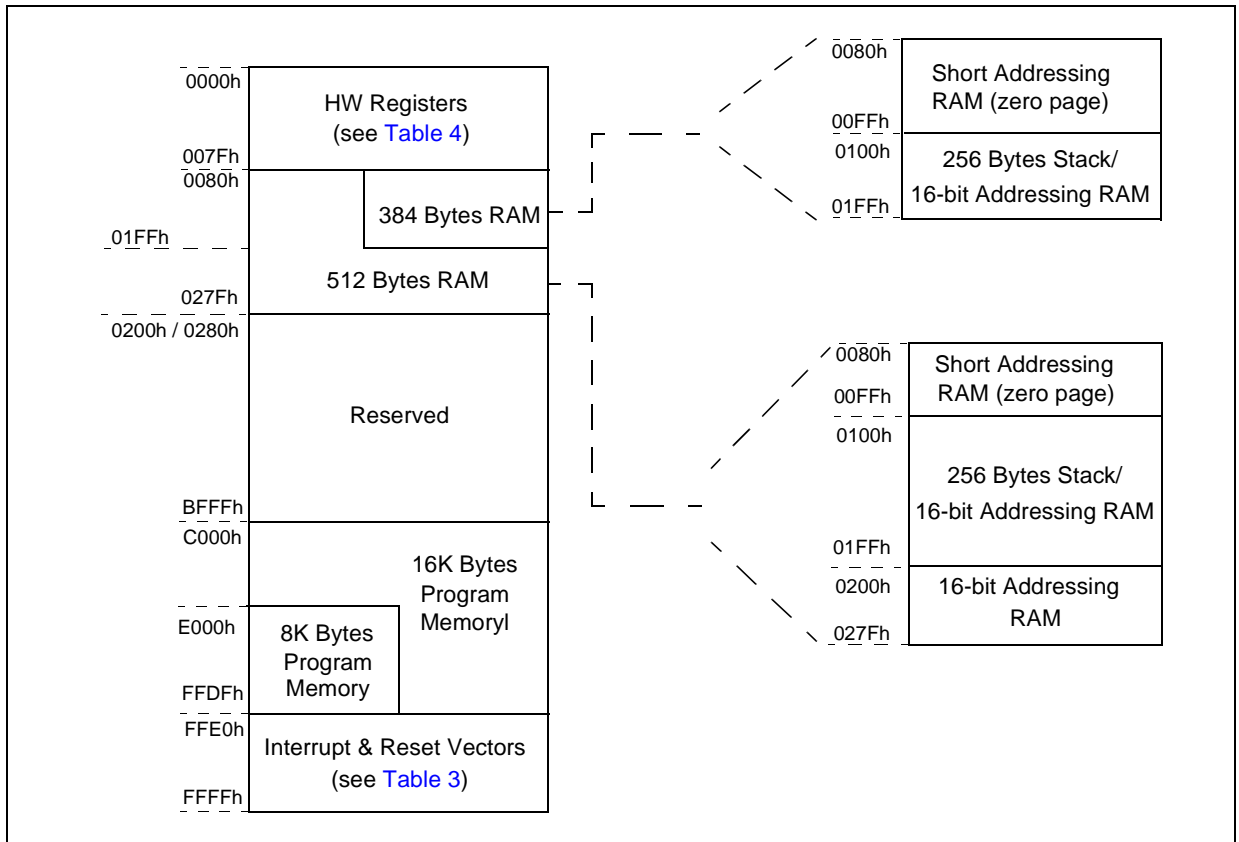 0000h
HW Registers
(see Table 4)
007Fh
0080h
384 Bytes RAM
01FFh
512 Bytes RAM
027Fh
0200h / 0280h
Reserved
BFFFh
C000h
16K Bytes
Program
Memoryl
E000h
8K Bytes
Program
Memory
FFDFh
FFE0h
Interrupt & Reset Vectors
(see Table 3)
FFFFh
0080h
Short Addressing
RAM (zero page)
00FFh
0100h
256 Bytes Stack/
16-bit Addressing RAM
01FFh
0080h
Short Addressing
RAM (zero page)
00FFh
0100h
256 Bytes Stack/
16-bit Addressing RAM
01FFh
0200h
16-bit Addressing
RAM
027Fh